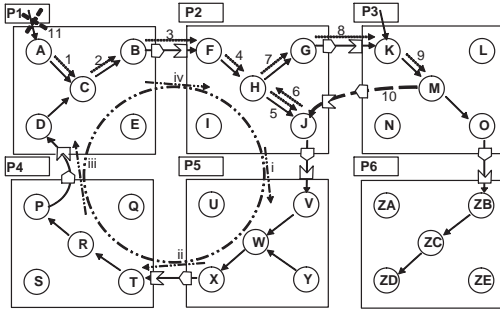 P1
P2
P3
11
3
8
A
1
2
B
F
4
7
G
K
9
L
C
H
6
M
iv
5
10
D
E
I
J
N
O
P4
iii
P5
i
P6
P
Q
U
V
ZA
ZB
R
W
ZC
ii
S
T
X
Y
ZD
ZE